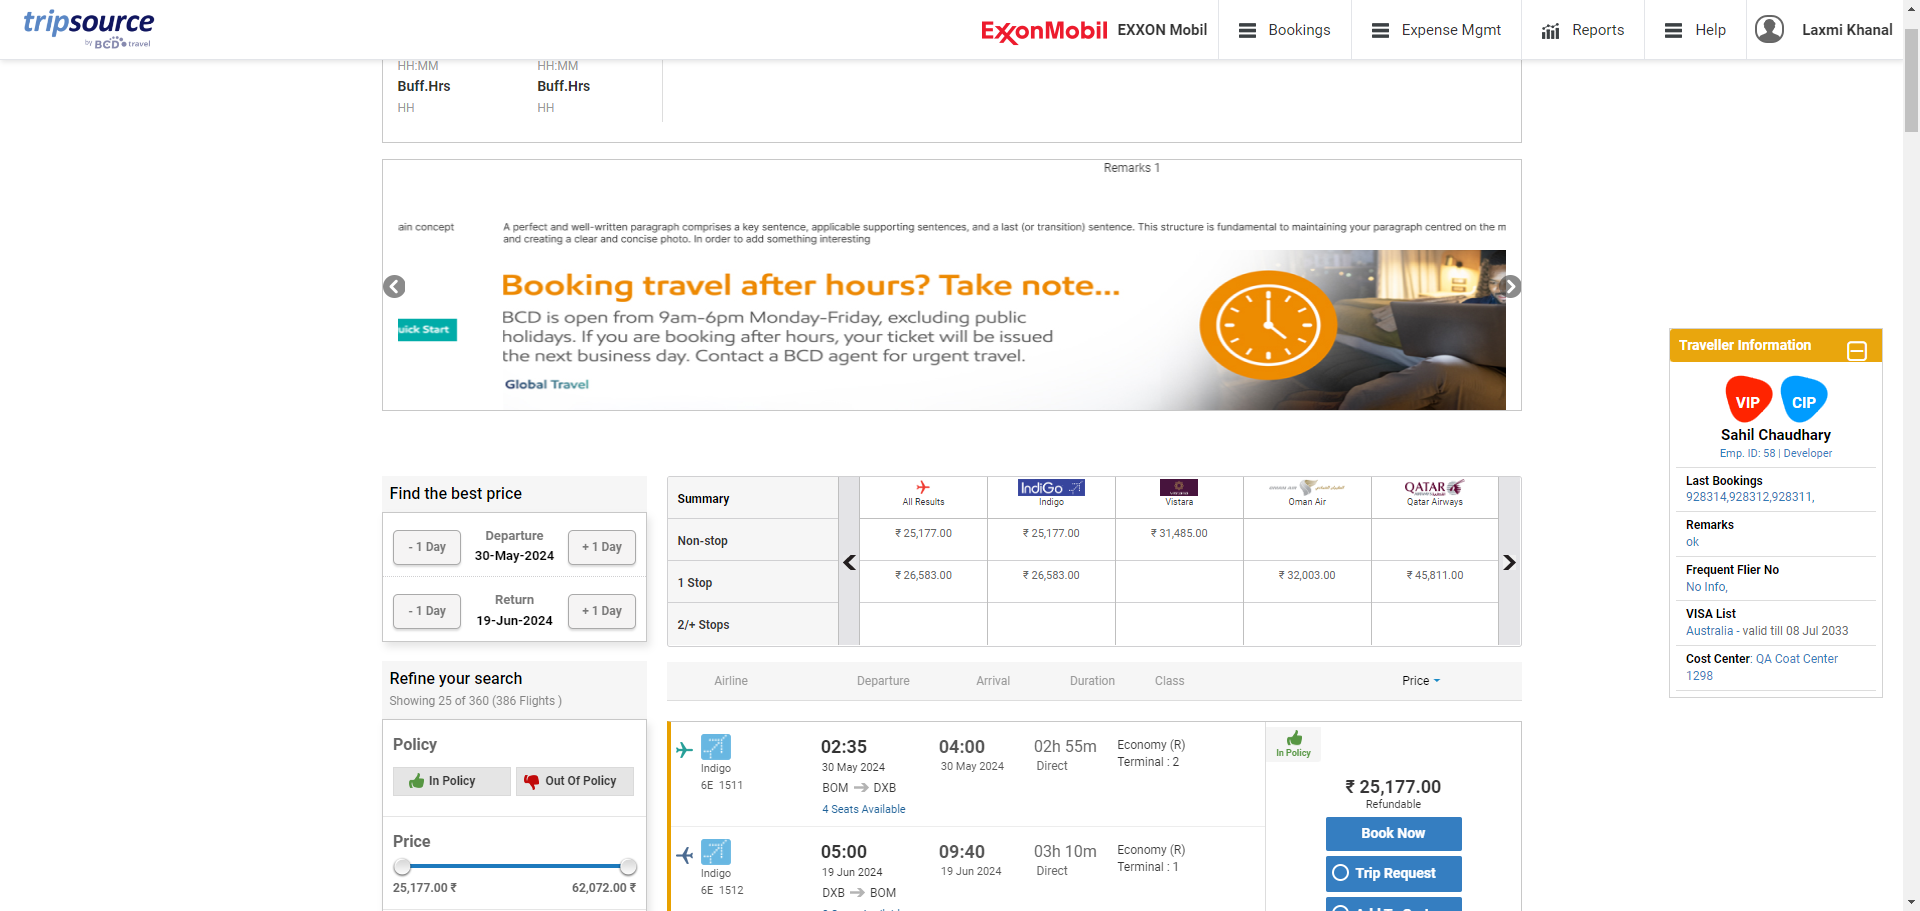 tripsource
by BCD travel
ExxonMobil EXXON Mobil
Bookings
Expense Mgmt
Reports
Help
Laxmi Khanal
HH:MM HH:MM
Buff.Hrs Buff.Hrs
HH HH
Remarks 1
ain concept
A perfect and well-written paragraph comprises a key sentence, applicable supporting sentences, and a last (or transition) sentence. This structure is fundamental to maintaining your paragraph centred on the m
and creating a clear and concise photo. In order to add something interesting
Booking travel after hours? Take note...
BCD is open from 9am-6pm Monday-Friday, excluding public
holidays. If you are booking after hours, your ticket will be issued
the next business day. Contact a BCD agent for urgent travel.
uick Start
Global Travel
Traveller Information
VIP CIP
Sahil Chaudhary
Emp. ID: 58 | Developer
Last Bookings
928314,928312,928311,
Remarks
ok
Frequent Flier No
No Info,
VISA List
Australia - valid till 08 Jul 2033
Cost Center: QA Coat Center
1298
Find the best price
Departure
- 1 Day 30-May-2024 + 1 Day
Return
- 1 Day 19-Jun-2024 + 1 Day
Summary All Results IndiGo Indigo Vistara Oman Air QATAR Qatar Airways
Non-stop ₹ 25,177.00 ₹ 25,177.00 ₹ 31,485.00
1 Stop ₹ 26,583.00 ₹ 26,583.00 ₹ 32,003.00 ₹ 45,811.00
2/+ Stops
Refine your search
Showing 25 of 360 (386 Flights )
Policy
In Policy Out Of Policy
Price
25,177.00 ₹ 62,072.00 ₹
Airline Departure Arrival Duration Class Price
02:35 04:00 02h 55m Economy (R)
Indigo 30 May 2024 30 May 2024 Direct Terminal : 2
6E 1511 BOM DXB
4 Seats Available
05:00 09:40 03h 10m Economy (R)
Indigo 19 Jun 2024 19 Jun 2024 Direct Terminal : 1
6E 1512 DXB BOM
In Policy
₹ 25,177.00
Refundable
Book Now
Trip Request